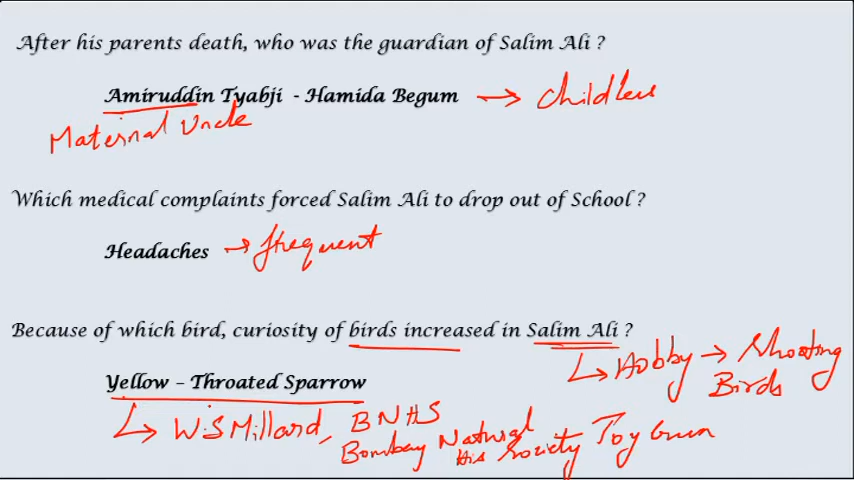 After his parents death, who was the guardian of Salim Ali ?
Amiruddin Tyabji - Hamida Begum → Childless
Maternal Uncle
Which medical complaints forced Salim Ali to drop out of School ?
Headaches → frequent
Because of which bird, curiosity of birds increased in Salim Ali ?
↳ Hobby → Shooting
Birds
Yellow – Throated Sparrow
↳ W.S Millard, BNHS
Bombay Natural
His Society Toy Gun